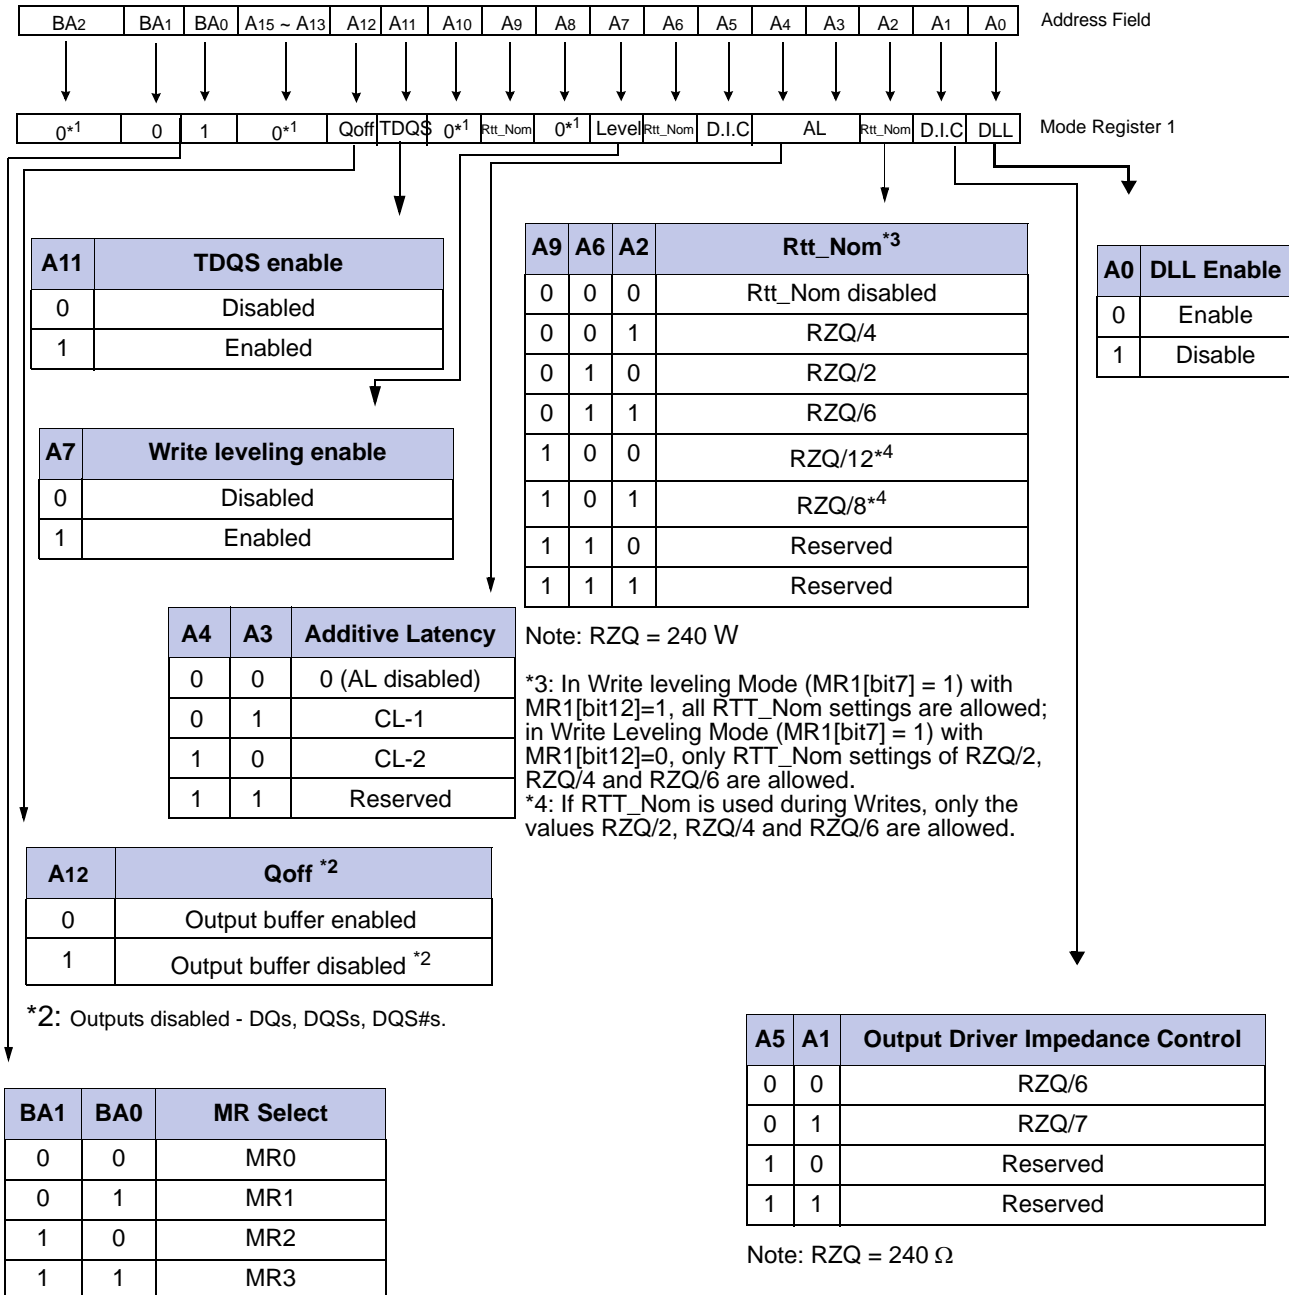 BA2 BA1 BA0 A15 ~ A13 A12 A11 A10 A9 A8 A7 A6 A5 A4 A3 A2 A1 A0 Address Field
0*1 0 1 0*1 Qoff TDQS 0*1 Rtt_Nom 0*1 Level Rtt_Nom D.I.C AL Rtt_Nom D.I.C DLL Mode Register 1
A11 TDQS enable
0 Disabled
1 Enabled
A7 Write leveling enable
0 Disabled
1 Enabled
A9 A6 A2 Rtt_Nom*3
0 0 0 Rtt_Nom disabled
0 0 1 RZQ/4
0 1 0 RZQ/2
0 1 1 RZQ/6
1 0 0 RZQ/12*4
1 0 1 RZQ/8*4
1 1 0 Reserved
1 1 1 Reserved
Note: RZQ = 240 W
*3: In Write leveling Mode (MR1[bit7] = 1) with
MR1[bit12]=1, all RTT_Nom settings are allowed;
in Write Leveling Mode (MR1[bit7] = 1) with
MR1[bit12]=0, only RTT_Nom settings of RZQ/2,
RZQ/4 and RZQ/6 are allowed.
*4: If RTT_Nom is used during Writes, only the
values RZQ/2, RZQ/4 and RZQ/6 are allowed.
A0 DLL Enable
0 Enable
1 Disable
A4 A3 Additive Latency
0 0 0 (AL disabled)
0 1 CL-1
1 0 CL-2
1 1 Reserved
A12 Qoff *2
0 Output buffer enabled
1 Output buffer disabled *2
*2: Outputs disabled - DQs, DQSs, DQS#s.
BA1 BA0 MR Select
0 0 MR0
0 1 MR1
1 0 MR2
1 1 MR3
A5 A1 Output Driver Impedance Control
0 0 RZQ/6
0 1 RZQ/7
1 0 Reserved
1 1 Reserved
Note: RZQ = 240 Ω